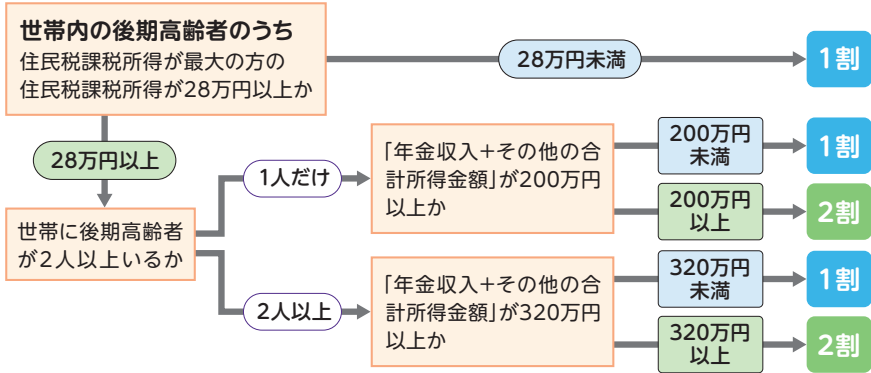 世帯内の後期高齢者のうち
住民税課税所得が最大の方の
住民税課税所得が28万円以上か
28万円未満
1割
28万円以上
世帯に後期高齢者
が2人以上いるか
1人だけ
「年金収入+その他の合
計所得金額」が200万円
以上か
200万円
未満
1割
200万円
以上
2割
2人以上
「年金収入+その他の合
計所得金額」が320万円
以上か
320万円
未満
1割
320万円
以上
2割